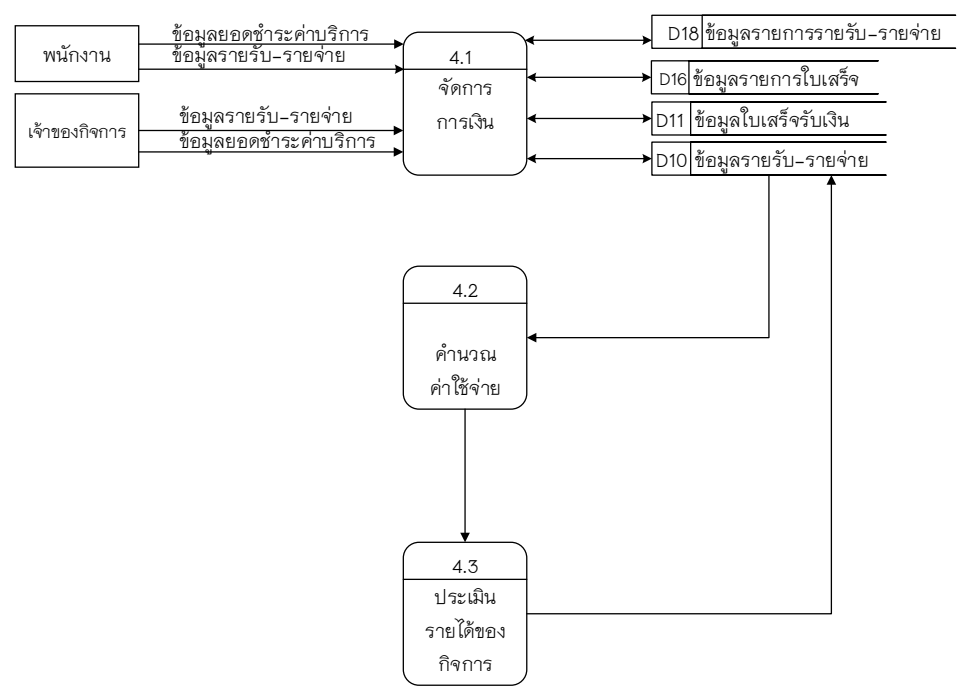 พนักงาน
ข้อมูลยอดชำระค่าบริการ
ข้อมูลรายรับ-รายจ่าย
เจ้าของกิจการ
ข้อมูลรายรับ-รายจ่าย
ข้อมูลยอดชำระค่าบริการ
4.1
จัดการ
การเงิน
D18 ข้อมูลรายการรายรับ-รายจ่าย
D16 ข้อมูลรายการใบเสร็จ
D11 ข้อมูลใบเสร็จรับเงิน
D10 ข้อมูลรายรับ-รายจ่าย
4.2
คำนวณ
ค่าใช้จ่าย
4.3
ประเมิน
รายได้ของ
กิจการ